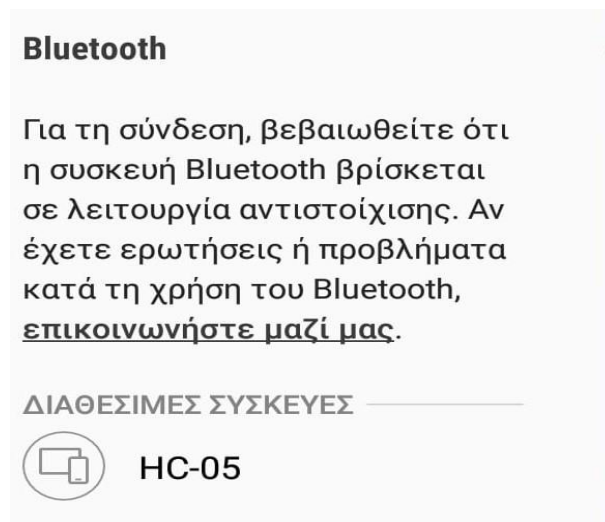 Bluetooth
Για τη σύνδεση, βεβαιωθείτε ότι
η συσκευή Bluetooth βρίσκεται
σε λειτουργία αντιστοίχισης. Αν
έχετε ερωτήσεις ή προβλήματα
κατά τη χρήση του Bluetooth,
επικοινωνήστε μαζί μας.
ΔΙΑΘΕΣΙΜΕΣ ΣΥΣΚΕΥΕΣ
HC-05